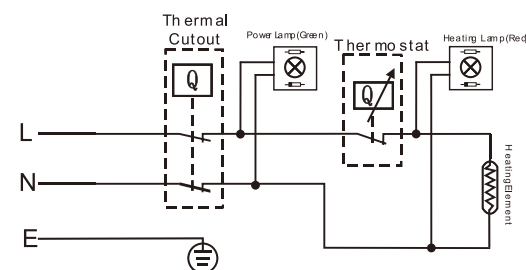 Thermal
Cutout
Power Lamp(Green)
Thermostat
Heating Lamp(Red)
Q
Q
L
N
E
HeatingElement